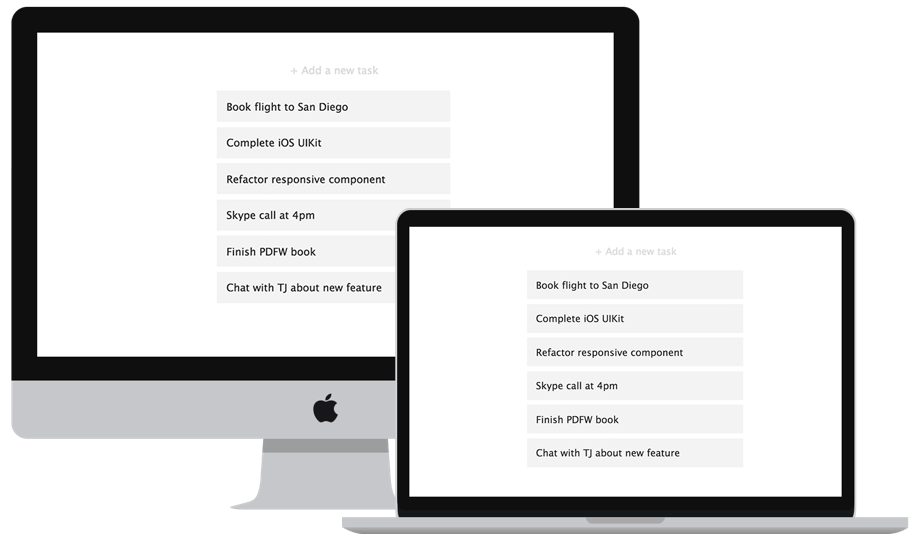 + Add a new task
Book flight to San Diego
Complete iOS UIKit
Refactor responsive component
Skype call at 4pm
Finish PDFW book
Chat with TJ about new feature
+ Add a new task
Book flight to San Diego
Complete iOS UIKit
Refactor responsive component
Skype call at 4pm
Finish PDFW book
Chat with TJ about new feature